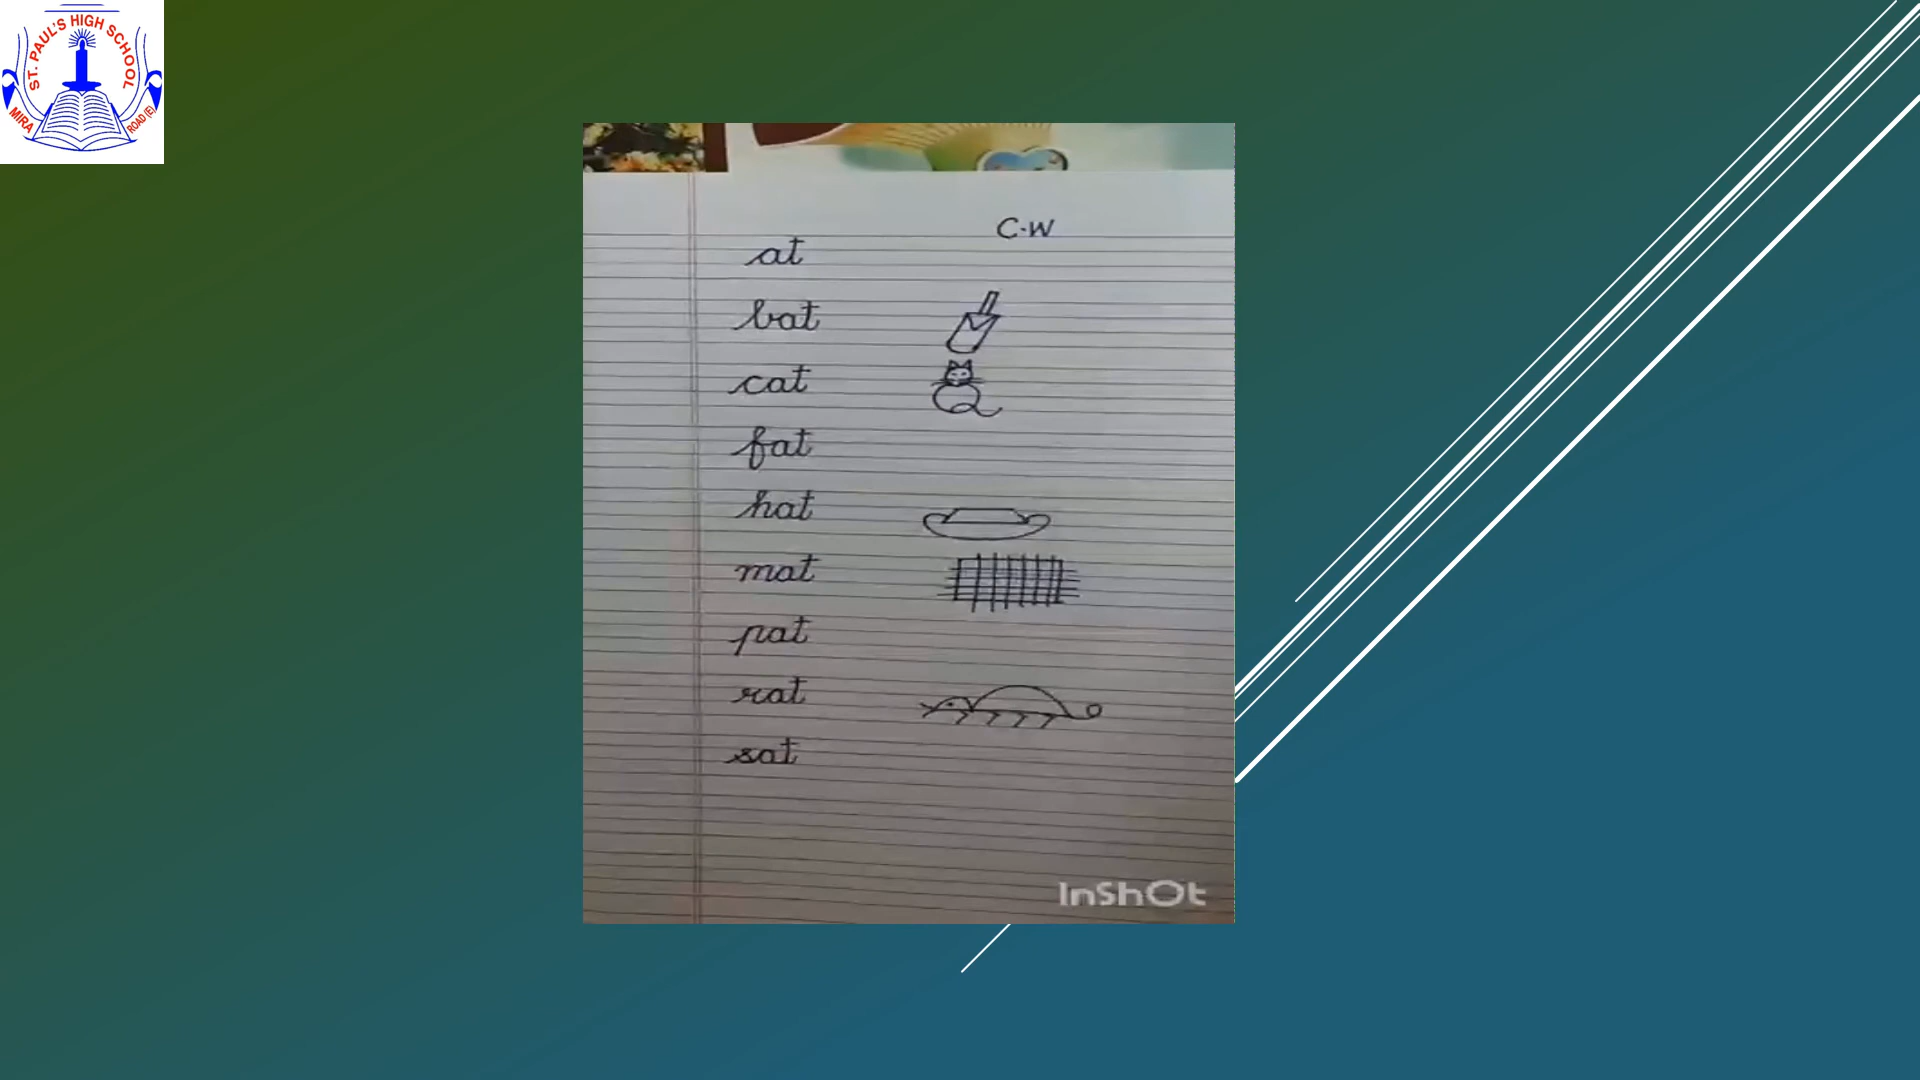 ST. PAUL'S HIGH SCHOOL
MIRA ROAD (E)
C.W
at
bat
cat
fat
hat
mat
pat
rat
sat
InShOt